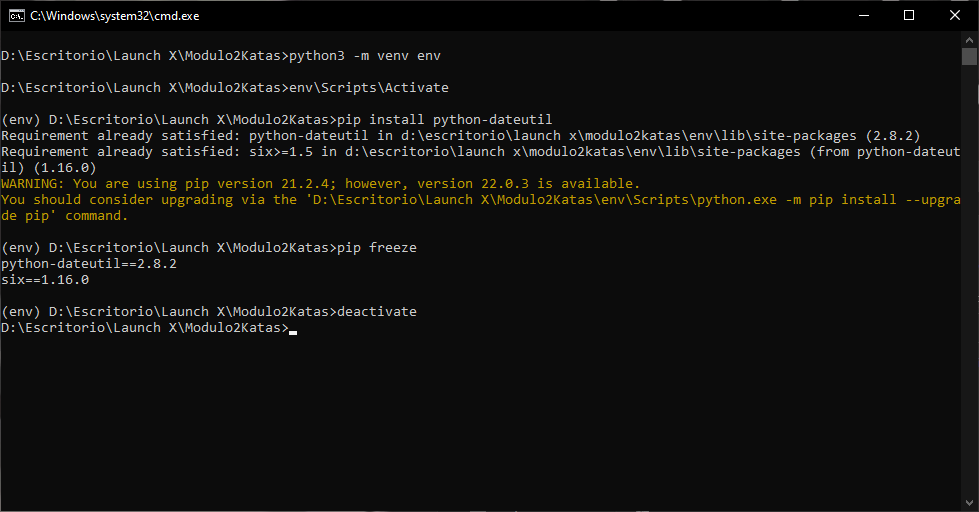 C:\Windows\system32\cmd.exe
D:\Escritorio\Launch X\Modulo2Katas>python3 -m venv env
D:\Escritorio\Launch X\Modulo2Katas>env\Scripts\Activate
(env) D:\Escritorio\Launch X\Modulo2Katas>pip install python-dateutil
Requirement already satisfied: python-dateutil in d:\escritorio\launch x\modulo2katas\env\lib\site-packages (2.8.2)
Requirement already satisfied: six>=1.5 in d:\escritorio\launch x\modulo2katas\env\lib\site-packages (from python-dateut
il) (1.16.0)
WARNING: You are using pip version 21.2.4; however, version 22.0.3 is available.
You should consider upgrading via the 'D:\Escritorio\Launch X\Modulo2Katas\env\Scripts\python.exe -m pip install --upgra
de pip' command.
(env) D:\Escritorio\Launch X\Modulo2Katas>pip freeze
python-dateutil==2.8.2
six==1.16.0
(env) D:\Escritorio\Launch X\Modulo2Katas>deactivate
D:\Escritorio\Launch X\Modulo2Katas>